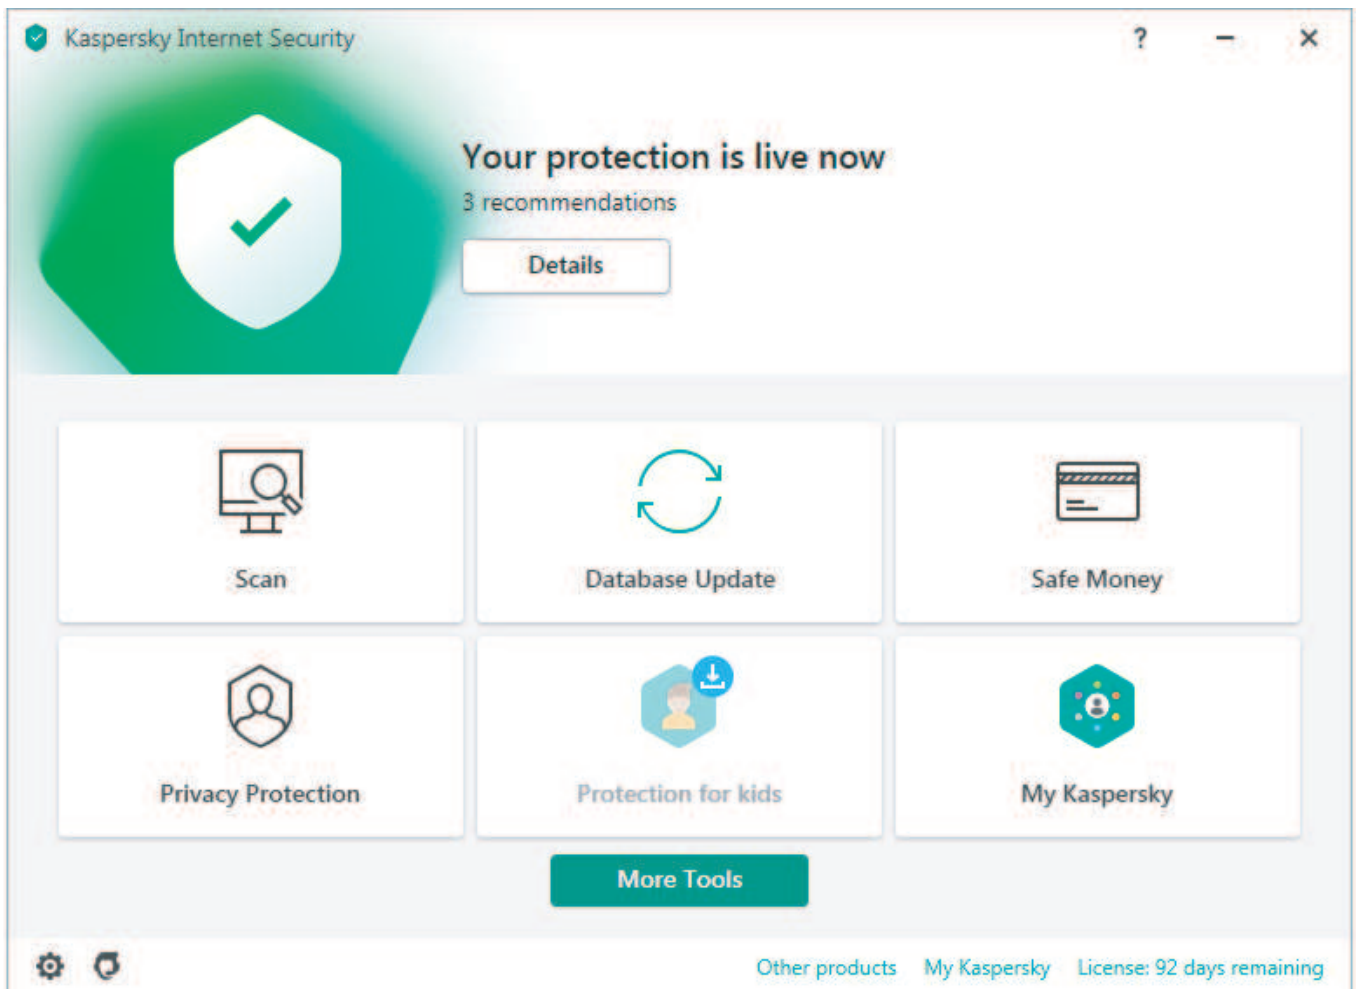 Kaspersky Internet Security
?
Your protection is live now
3 recommendations
Details
Scan
Database Update
Safe Money
Privacy Protection
Protection for kids
My Kaspersky
More Tools
Other products My Kaspersky License: 92 days remaining